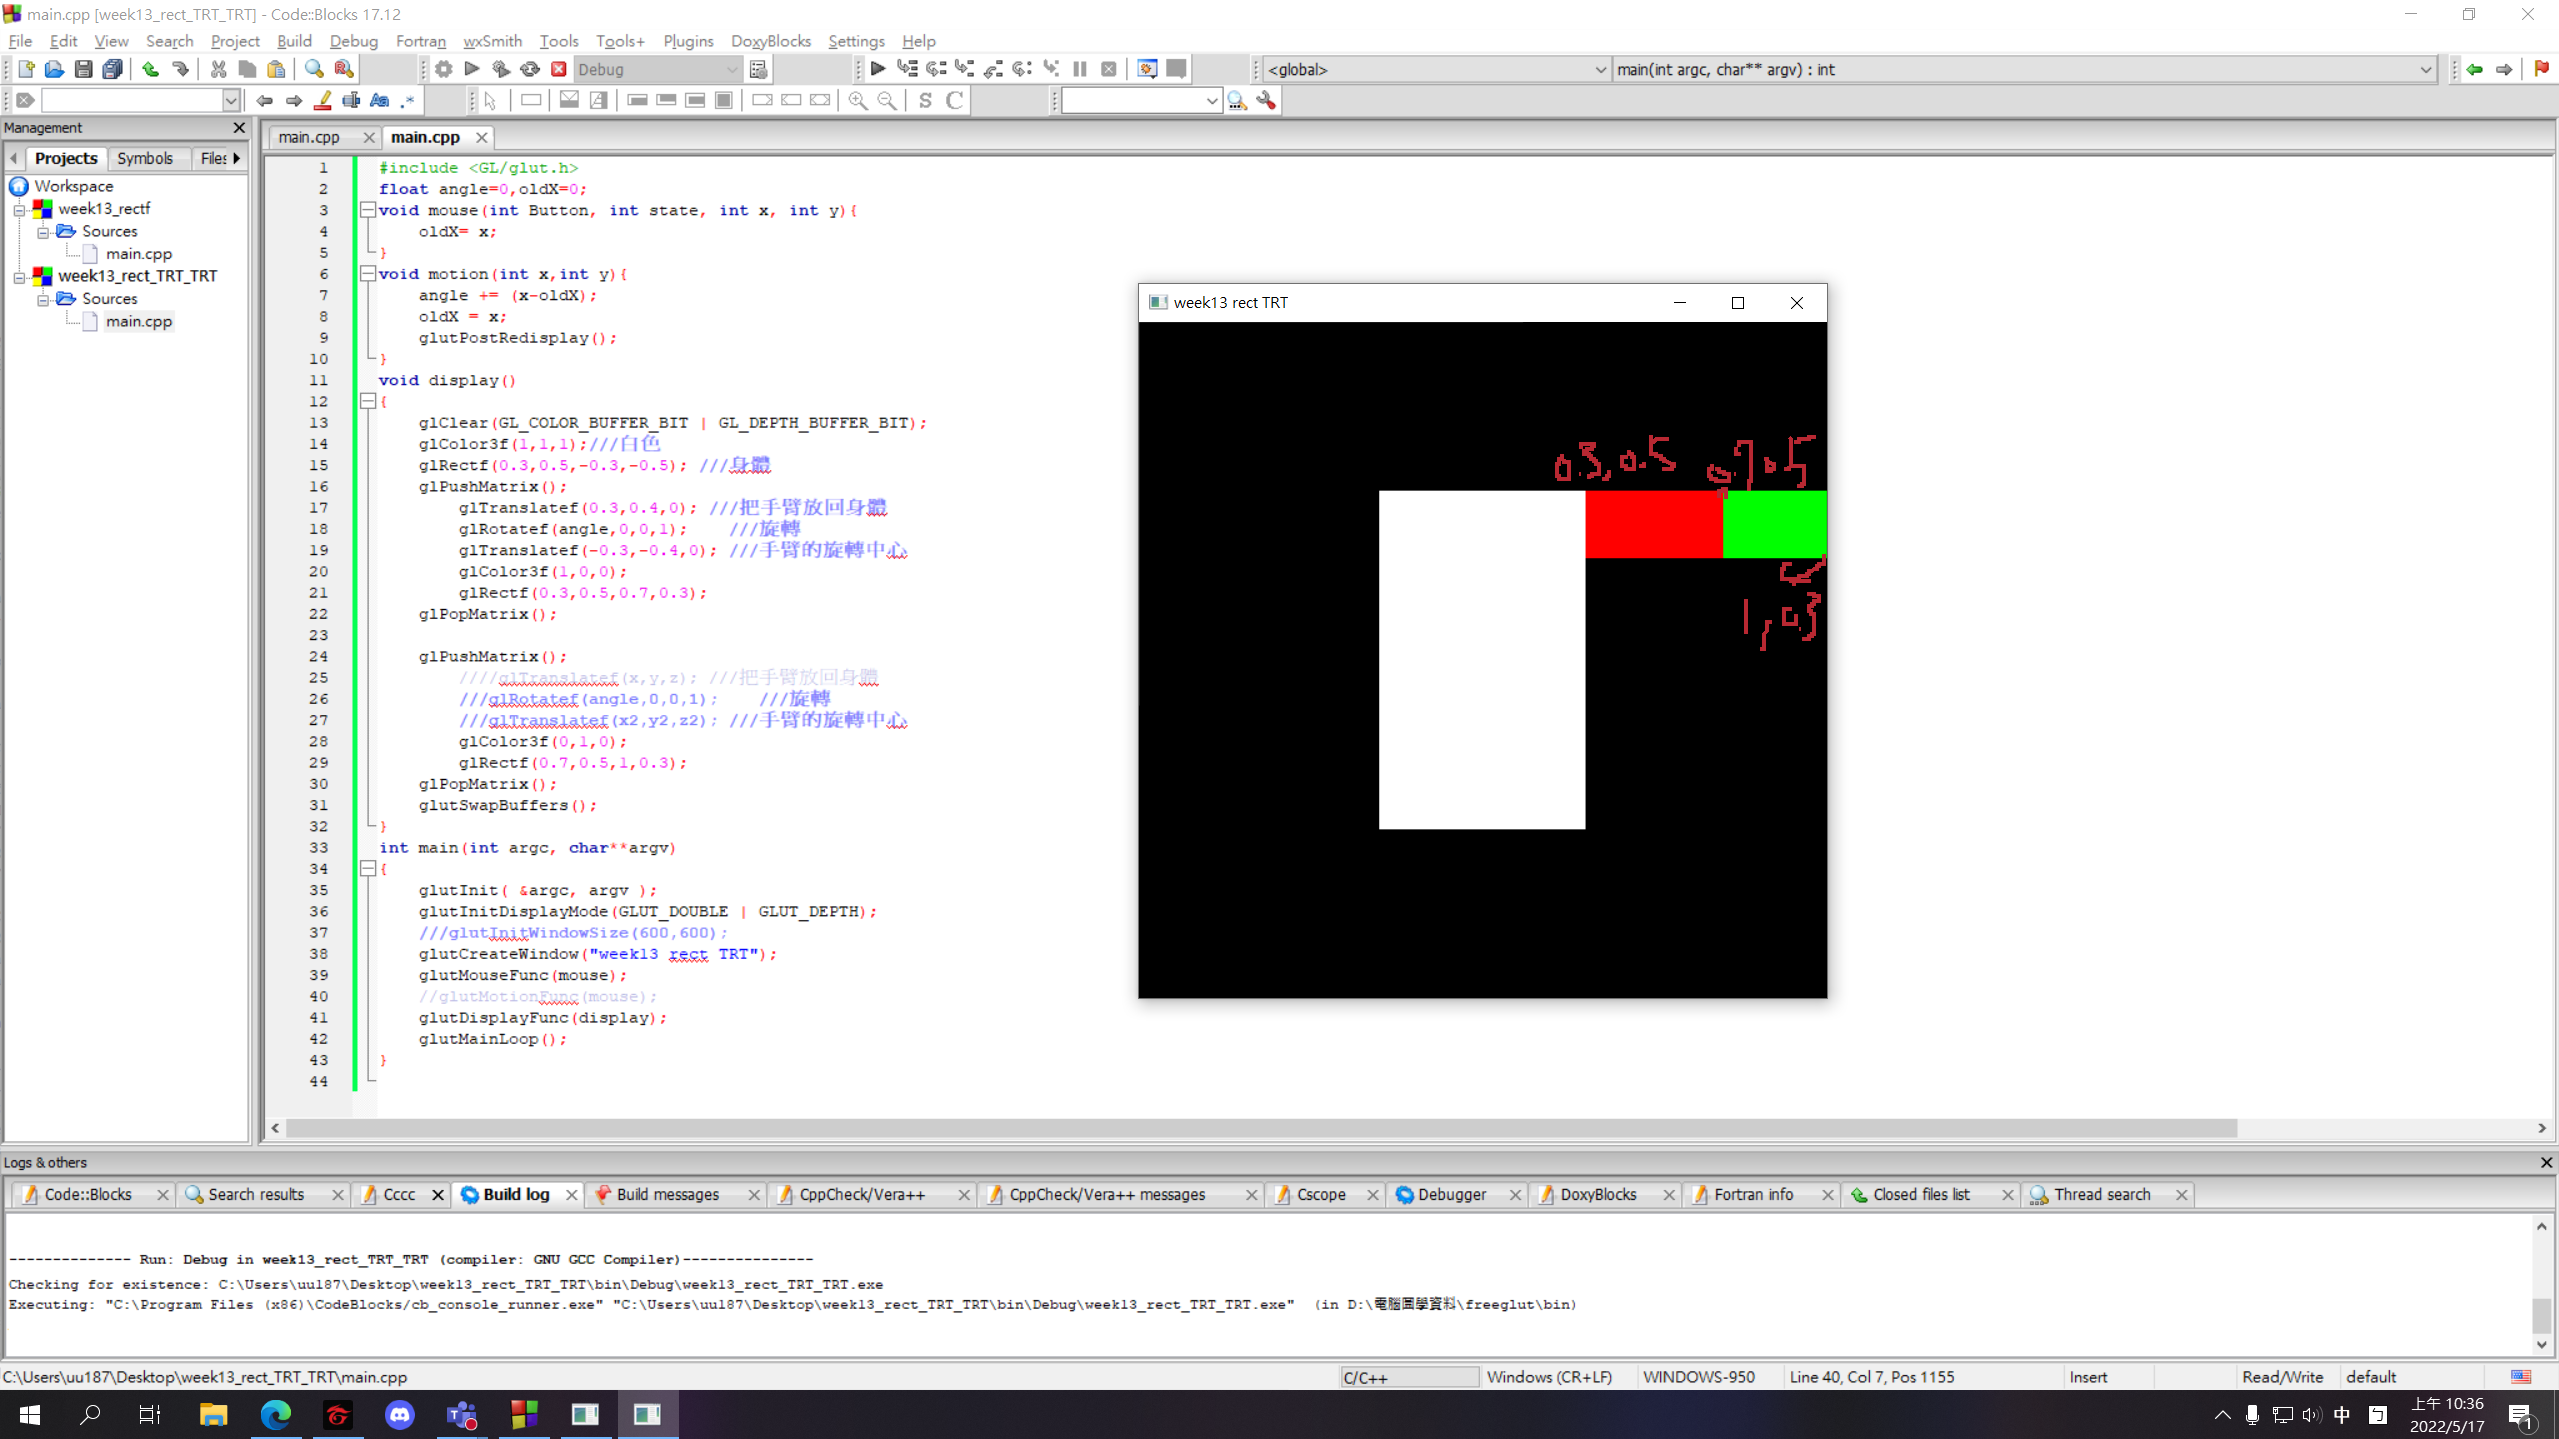 main.cpp [week13_rect_TRT_TRT] - Code::Blocks 17.12
File Edit View Search Project Build Debug Fortran wxSmith Tools Tools+ Plugins DoxyBlocks Settings Help
Debug
<global>
main(int argc, char** argv) : int
Management
Projects Symbols Files
Workspace
week13_rectf
Sources
main.cpp
week13_rect_TRT_TRT
Sources
main.cpp
main.cpp
main.cpp
1 #include <GL/glut.h>
2 float angle=0,oldX=0;
3 void mouse(int Button, int state, int x, int y){
4 oldX= x;
5 }
6 void motion(int x,int y){
7 angle += (x-oldX);
8 oldX = x;
9 glutPostRedisplay();
10 }
11 void display()
12 {
13 glClear(GL_COLOR_BUFFER_BIT | GL_DEPTH_BUFFER_BIT);
14 glColor3f(1,1,1);///白色
15 glRectf(0.3,0.5,-0.3,-0.5); ///身體
16 glPushMatrix();
17 glTranslatef(0.3,0.4,0); ///把手臂放回身體
18 glRotatef(angle,0,0,1); ///旋轉
19 glTranslatef(-0.3,-0.4,0); ///手臂的旋轉中心
20 glColor3f(1,0,0);
21 glRectf(0.3,0.5,0.7,0.3);
22 glPopMatrix();
23
24 glPushMatrix();
25 ////glTranslatef(x,y,z); ///把手臂放回身體
26 ///glRotatef(angle,0,0,1); ///旋轉
27 ///glTranslatef(x2,y2,z2); ///手臂的旋轉中心
28 glColor3f(0,1,0);
29 glRectf(0.7,0.5,1,0.3);
30 glPopMatrix();
31 glutSwapBuffers();
32 }
33 int main(int argc, char**argv)
34 {
35 glutInit( &argc, argv );
36 glutInitDisplayMode(GLUT_DOUBLE | GLUT_DEPTH);
37 ///glutInitWindowSize(600,600);
38 glutCreateWindow("week13 rect TRT");
39 glutMouseFunc(mouse);
40 //glutMotionFunc(mouse);
41 glutDisplayFunc(display);
42 glutMainLoop();
43 }
44
week13 rect TRT
0.3,0.5 0.7 0.5
1,0.3
Logs & others
Code::Blocks Search results Cccc Build log Build messages CppCheck/Vera++ CppCheck/Vera++ messages Cscope Debugger DoxyBlocks Fortran info Closed files list Thread search
-------------- Run: Debug in week13_rect_TRT_TRT (compiler: GNU GCC Compiler)---------------
Checking for existence: C:\Users\uu187\Desktop\week13_rect_TRT_TRT\bin\Debug\week13_rect_TRT_TRT.exe
Executing: "C:\Program Files (x86)\CodeBlocks/cb_console_runner.exe" "C:\Users\uu187\Desktop\week13_rect_TRT_TRT\bin\Debug\week13_rect_TRT_TRT.exe" (in D:\電腦圖學資料\freeglut\bin)
C:\Users\uu187\Desktop\week13_rect_TRT_TRT\main.cpp C/C++ Windows (CR+LF) WINDOWS-950 Line 40, Col 7, Pos 1155 Insert Read/Write default
中 ㄅ 上午 10:36
2022/5/17
1